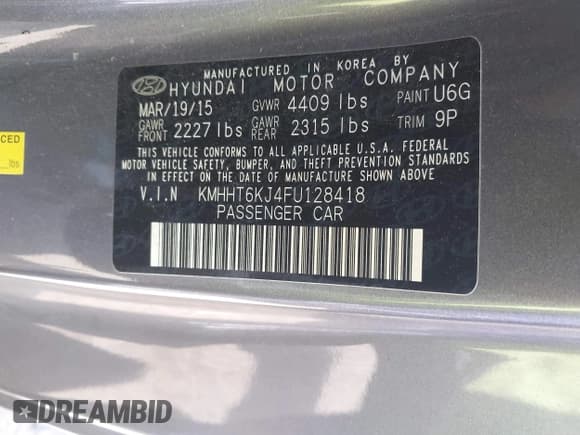 MANUFACTURED IN KOREA BY
HYUNDAI MOTOR COMPANY
MAR/19/15 GVWR 4409 lbs PAINT U6G
GAWR FRONT 2227 lbs GAWR REAR 2315 lbs TRIM 9P
THIS VEHICLE CONFORMS TO ALL APPLICABLE U.S.A. FEDERAL
MOTOR VEHICLE SAFETY, BUMPER, AND THEFT PREVENTION
STANDARDS IN EFFECT ON THE DATE OF MANUFACTURE SHOWN ABOVE
V.I.N KMHHT6KJ4FU128418
PASSENGER CAR
CED
lbs
DREAMBID